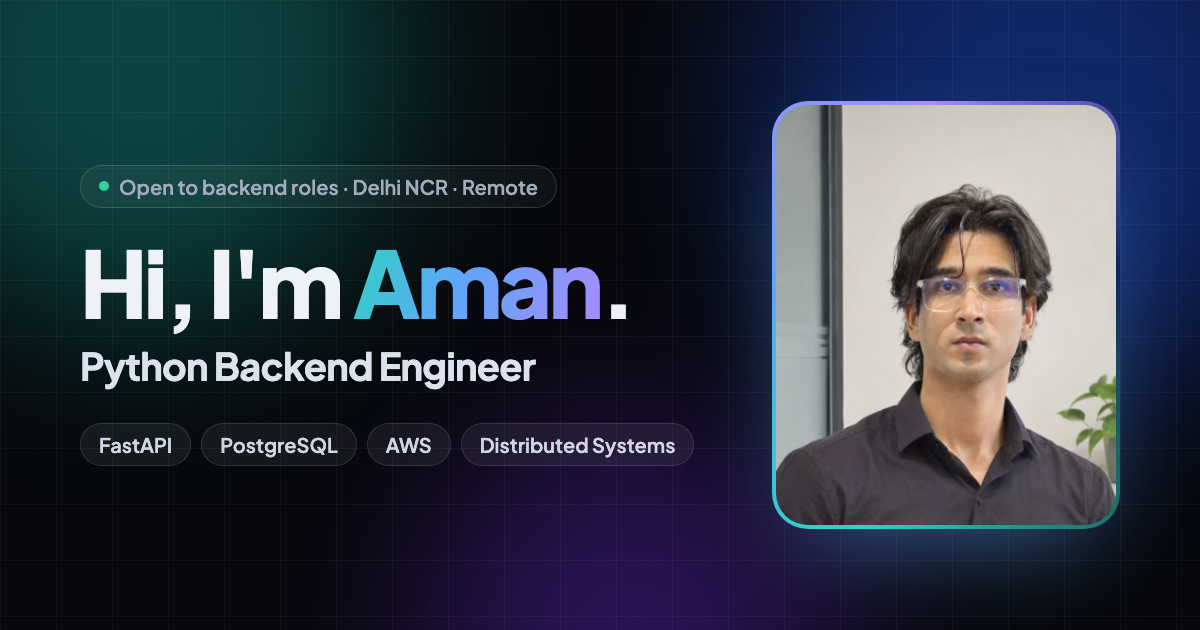 Open to backend roles · Delhi NCR · Remote
Hi, I'm Aman.
Python Backend Engineer
FastAPI PostgreSQL AWS Distributed Systems